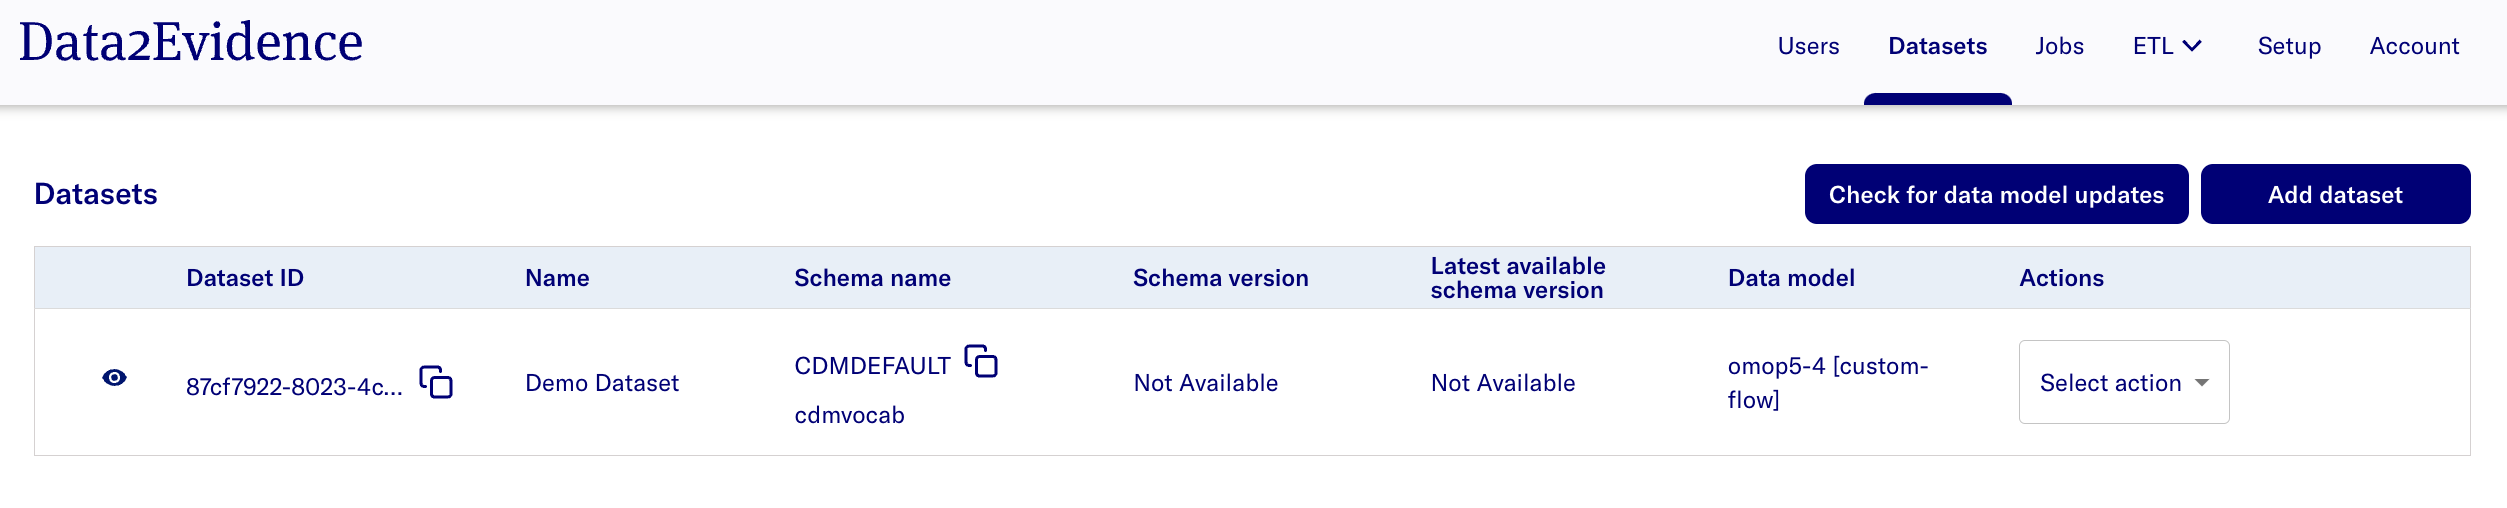 Data2Evidence
Users Datasets Jobs ETL Setup Account
Datasets
Check for data model updates Add dataset
Dataset ID Name Schema name Schema version Latest available schema version Data model Actions
87cf7922-8023-4c... Demo Dataset CDMDEFAULT Not Available Not Available omop5-4 [custom-
cdmvocab flow] Select action